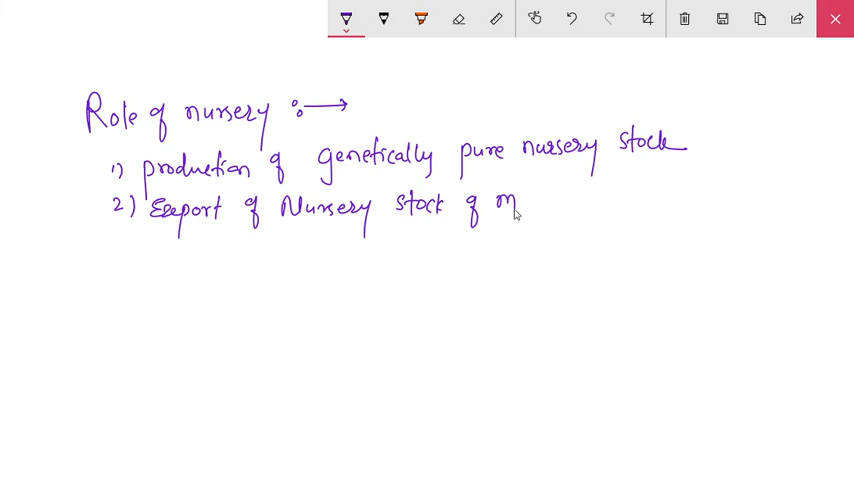 Role of nursery :→
1) production of genetically pure nursery stock
2) Export of Nursery stock of m